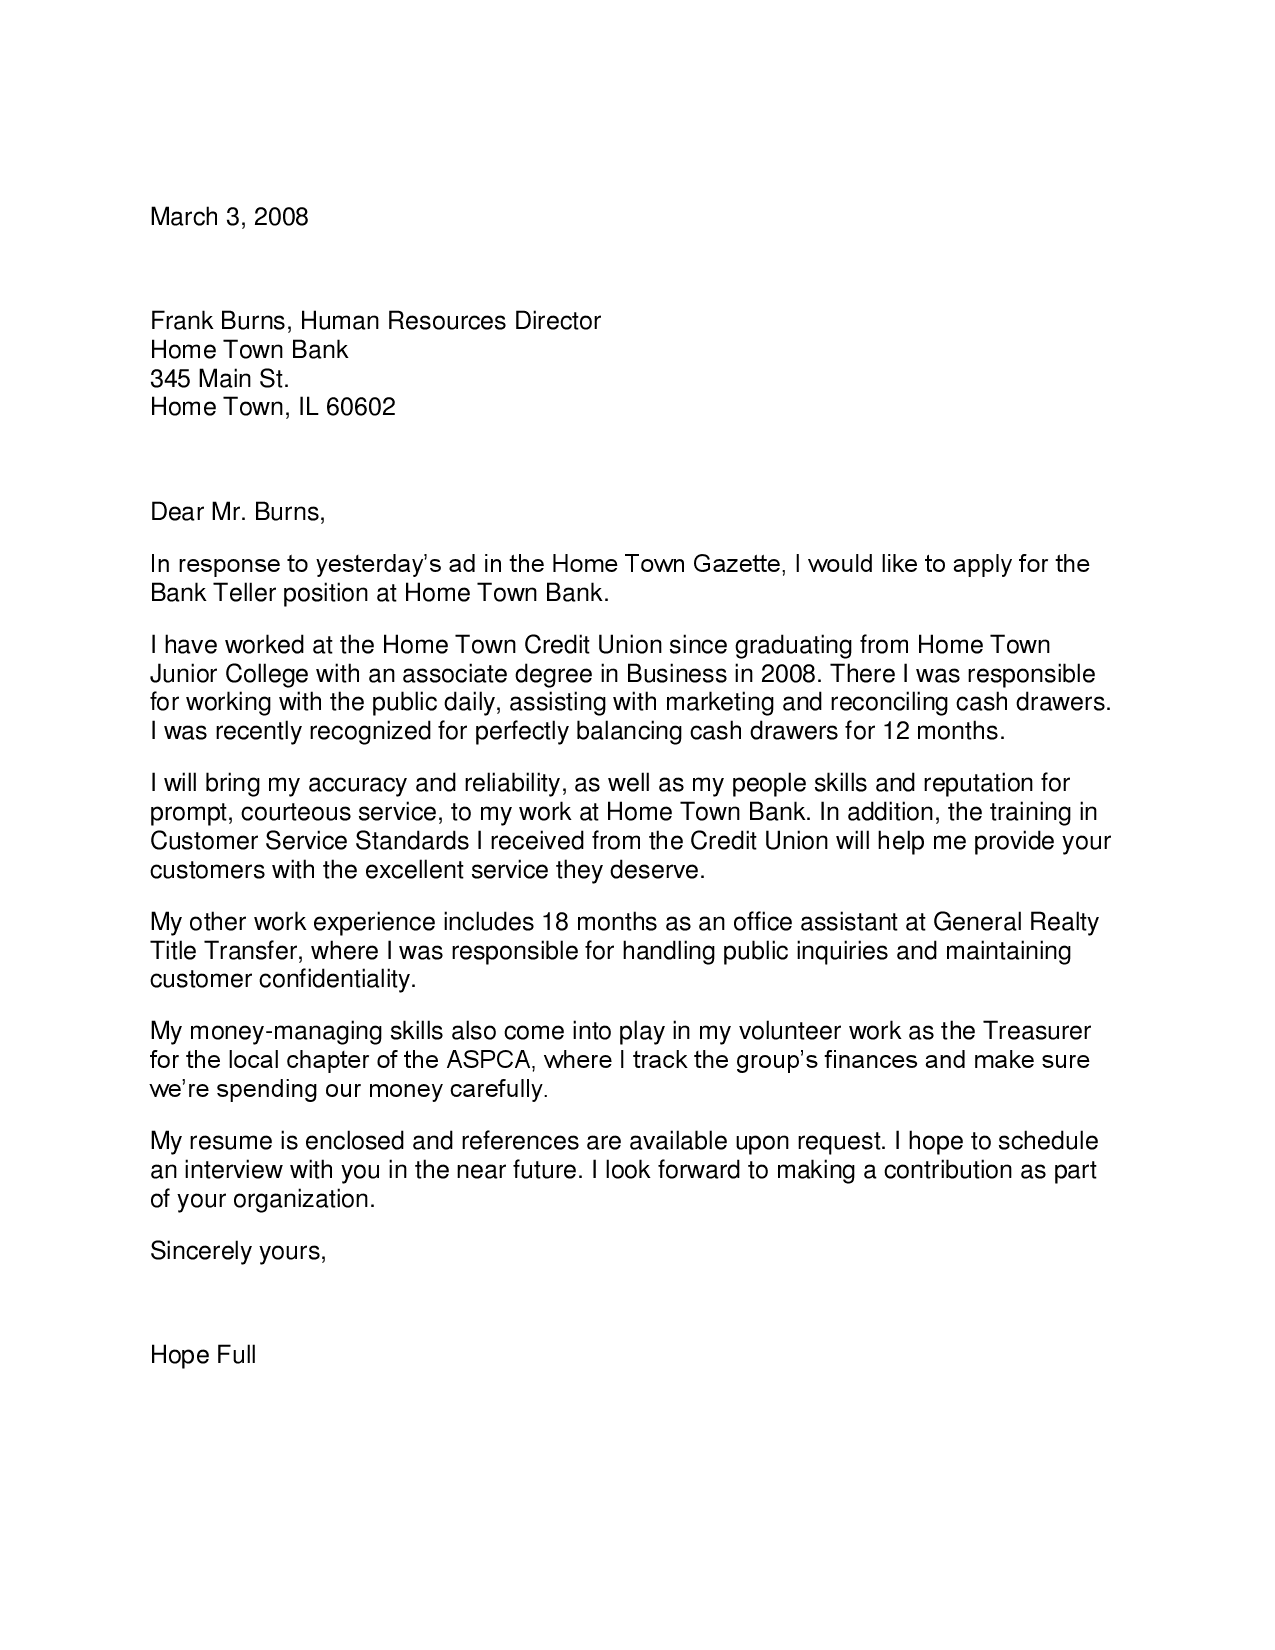 March 3, 2008
Frank Burns, Human Resources Director
Home Town Bank
345 Main St.
Home Town, IL 60602
Dear Mr. Burns,
In response to yesterday’s ad in the Home Town Gazette, I would like to apply for the
Bank Teller position at Home Town Bank.
I have worked at the Home Town Credit Union since graduating from Home Town
Junior College with an associate degree in Business in 2008. There I was responsible
for working with the public daily, assisting with marketing and reconciling cash drawers.
I was recently recognized for perfectly balancing cash drawers for 12 months.
I will bring my accuracy and reliability, as well as my people skills and reputation for
prompt, courteous service, to my work at Home Town Bank. In addition, the training in
Customer Service Standards I received from the Credit Union will help me provide your
customers with the excellent service they deserve.
My other work experience includes 18 months as an office assistant at General Realty
Title Transfer, where I was responsible for handling public inquiries and maintaining
customer confidentiality.
My money-managing skills also come into play in my volunteer work as the Treasurer
for the local chapter of the ASPCA, where I track the group’s finances and make sure
we’re spending our money carefully.
My resume is enclosed and references are available upon request. I hope to schedule
an interview with you in the near future. I look forward to making a contribution as part
of your organization.
Sincerely yours,
Hope Full